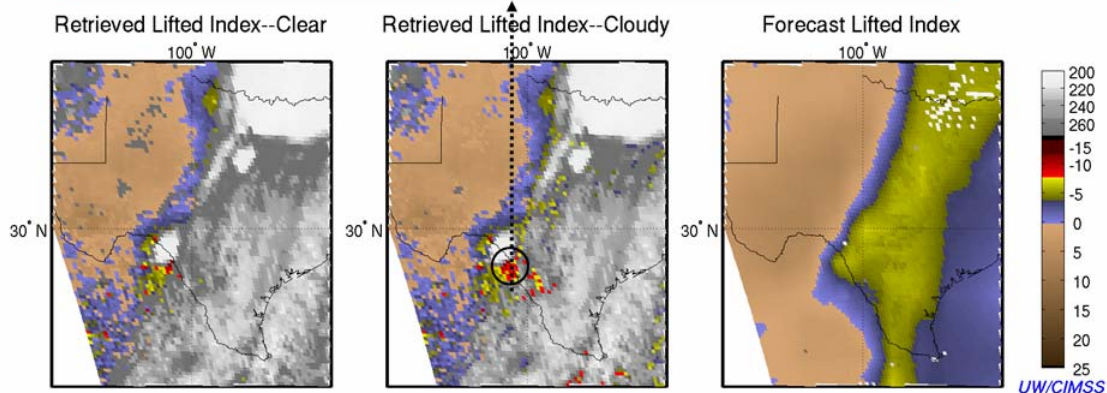 Retrieved Lifted Index--Clear
100° W
30° N
Retrieved Lifted Index--Cloudy
100° W
30° N
Forecast Lifted Index
100° W
30° N
200
220
240
260
-15
-10
-5
0
5
10
15
20
25
UW/CIMSS